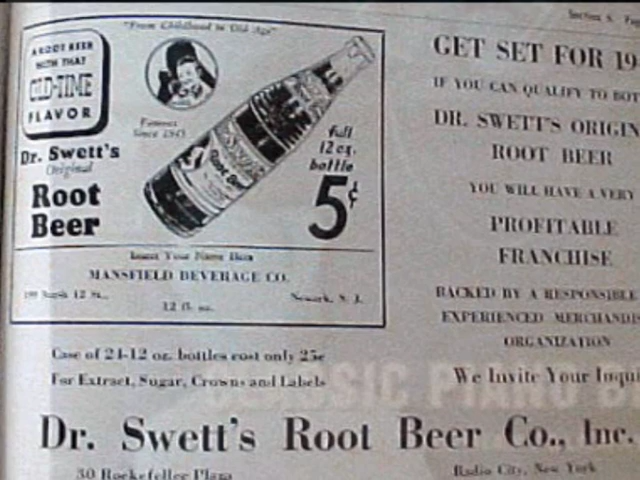 "From Childhood to Old Age"
A ROOT BEER
WITH THAT
OLD-TIME
FLAVOR
Famous
Since 1845
Dr. Swett's
Original
Root
Beer
Root Beer
full
12 oz.
bottle
5¢
Insert Your Name Here
MANSFIELD BEVERAGE CO.
12 fl. oz.
Newark, N. J.
Case of 24-12 oz. bottles cost only 25c
For Extract, Sugar, Crowns and Labels
Section S.
GET SET FOR 19
IF YOU CAN QUALIFY TO BOT
DR. SWETT'S ORIGIN
ROOT BEER
YOU WILL HAVE A VERY
PROFITABLE
FRANCHISE
BACKED BY A RESPONSIBLE
EXPERIENCED MERCHANDIS
ORGANIZATION
We Invite Your Inqui
Dr. Swett's Root Beer Co., Inc.
30 Rockefeller Plaza
Radio City, New York